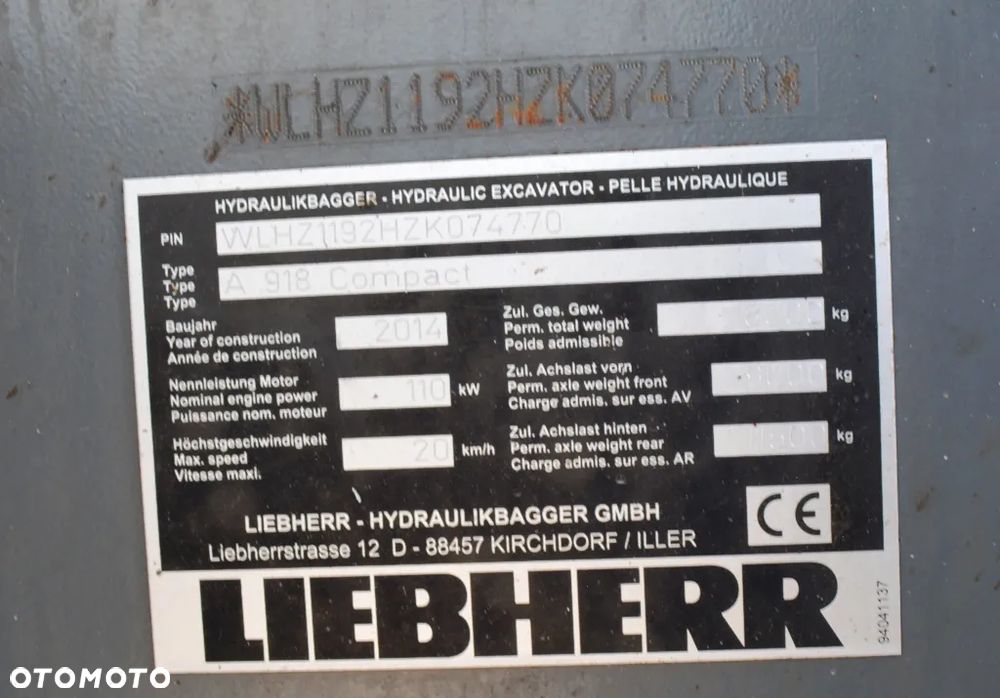 *WLHZ1192HZK074770*
HYDRAULIKBAGGER - HYDRAULIC EXCAVATOR - PELLE HYDRAULIQUE
PIN WLHZ1192HZK074770
Type
Type A 918 Compact
Type
Baujahr
Year of construction 2014
Année de construction
Zul. Ges. Gew.
Perm. total weight kg
Poids admissible
Nennleistung Motor
Nominal engine power 110 kW
Puissance nom. moteur
Zul. Achslast vorn
Perm. axle weight front kg
Charge admis. sur ess. AV
Höchstgeschwindigkeit
Max. speed 20 km/h
Vitesse maxi.
Zul. Achslast hinten
Perm. axle weight rear kg
Charge admis. sur ess. AR
LIEBHERR - HYDRAULIKBAGGER GMBH
Liebherrstrasse 12 D - 88457 KIRCHDORF / ILLER
CE
LIEBHERR
94041137
OTOMOTO